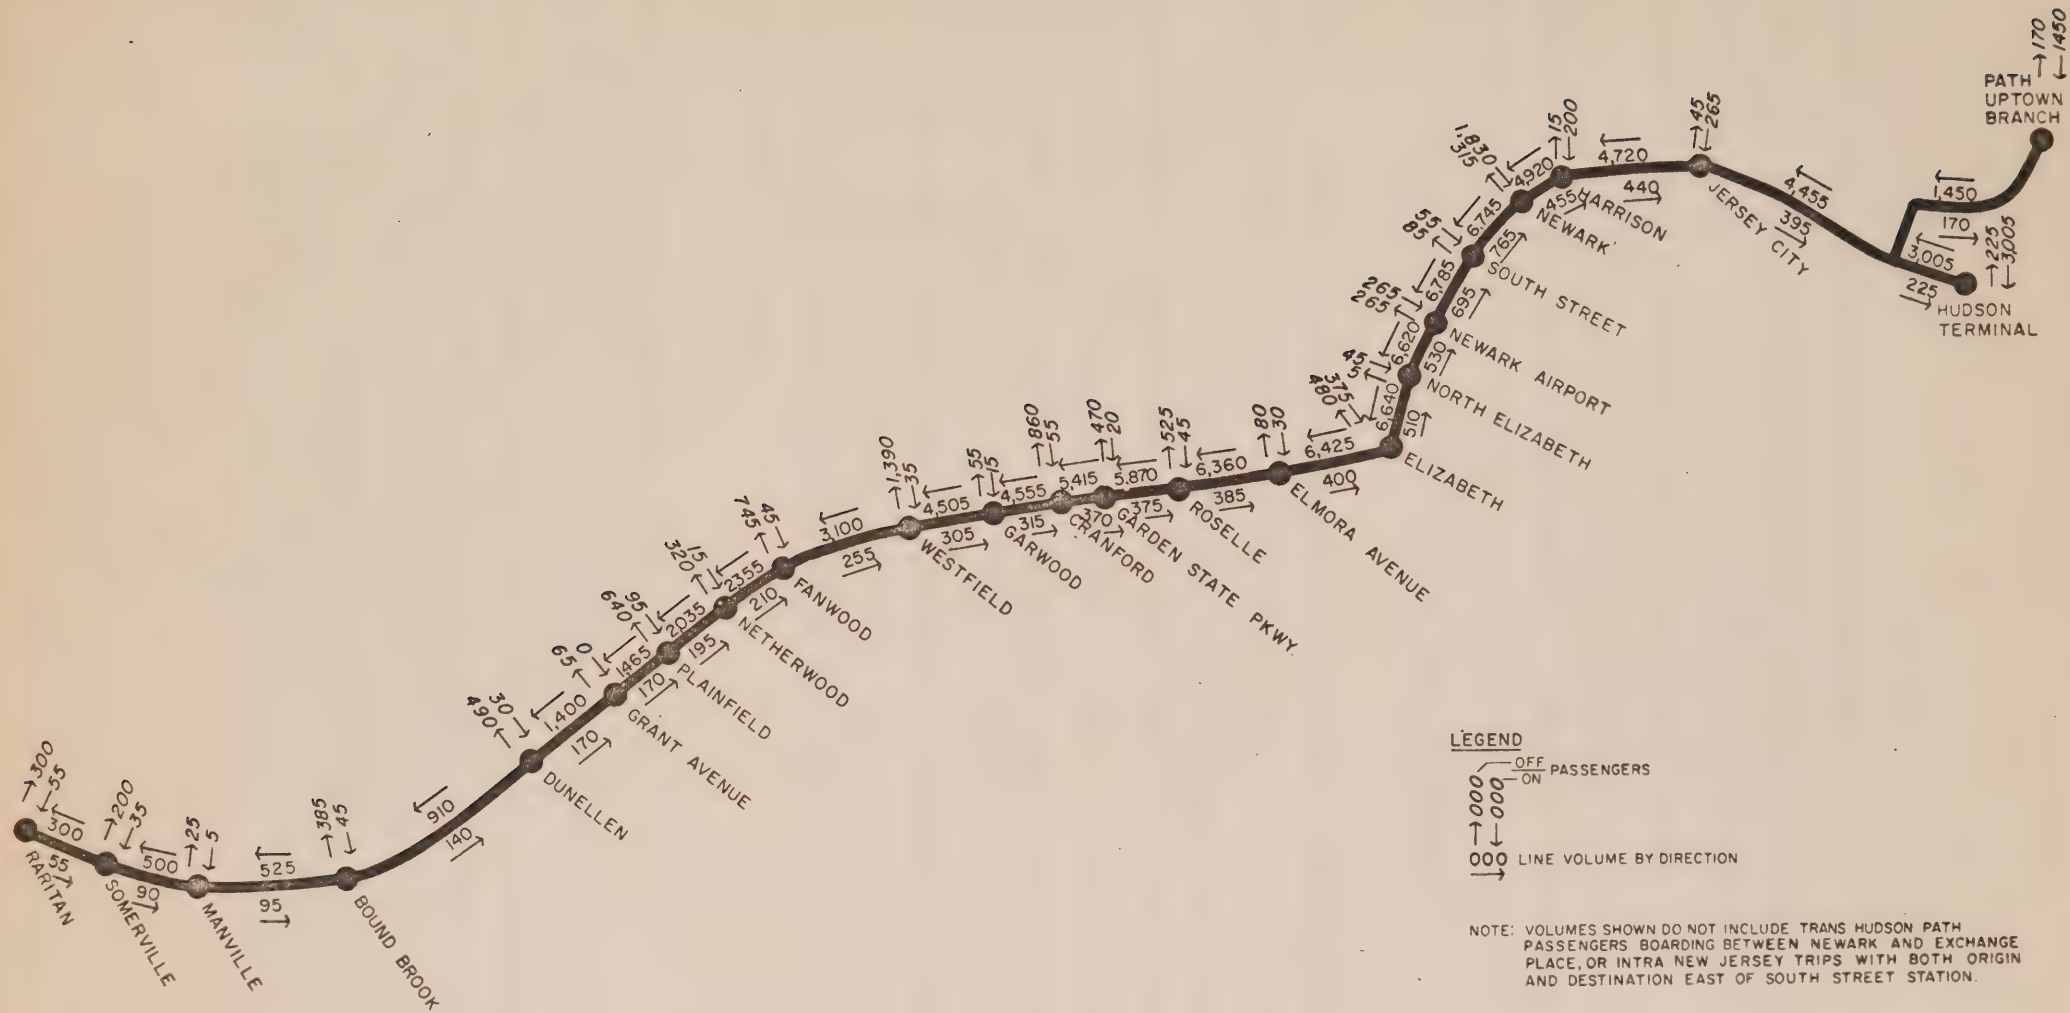 300
55
300
55
RARITAN
200
35
500
90
SOMERVILLE
25
5
525
95
MANVILLE
385
45
910
140
BOUND BROOK
30
490
1,400
170
DUNELLEN
0
65
1465
170
GRANT AVENUE
95
640
2,035
195
PLAINFIELD
15
320
2355
210
NETHERWOOD
45
745
3,100
255
FANWOOD
1,390
35
4,505
305
WESTFIELD
55
15
4,555
315
GARWOOD
860
55
5,415
370
CRANFORD
470
20
5,870
375
GARDEN STATE PKWY.
525
45
6,360
385
ROSELLE
80
30
6,425
400
ELMORA AVENUE
375
480
6,640
510
ELIZABETH
45
5
6,620
530
NORTH ELIZABETH
265
265
6,785
695
NEWARK AIRPORT
55
85
6,745
765
SOUTH STREET
1,830
315
4,920
455
NEWARK
15
200
4,720
440
HARRISON
45
265
4,455
395
JERSEY CITY
170
1450
PATH
UPTOWN
BRANCH
1,450
170
225
3,005
3,005
225
HUDSON
TERMINAL
LEGEND
OFF
ON
PASSENGERS
000
000
000 LINE VOLUME BY DIRECTION
NOTE: VOLUMES SHOWN DO NOT INCLUDE TRANS HUDSON PATH
PASSENGERS BOARDING BETWEEN NEWARK AND EXCHANGE
PLACE, OR INTRA NEW JERSEY TRIPS WITH BOTH ORIGIN
AND DESTINATION EAST OF SOUTH STREET STATION.